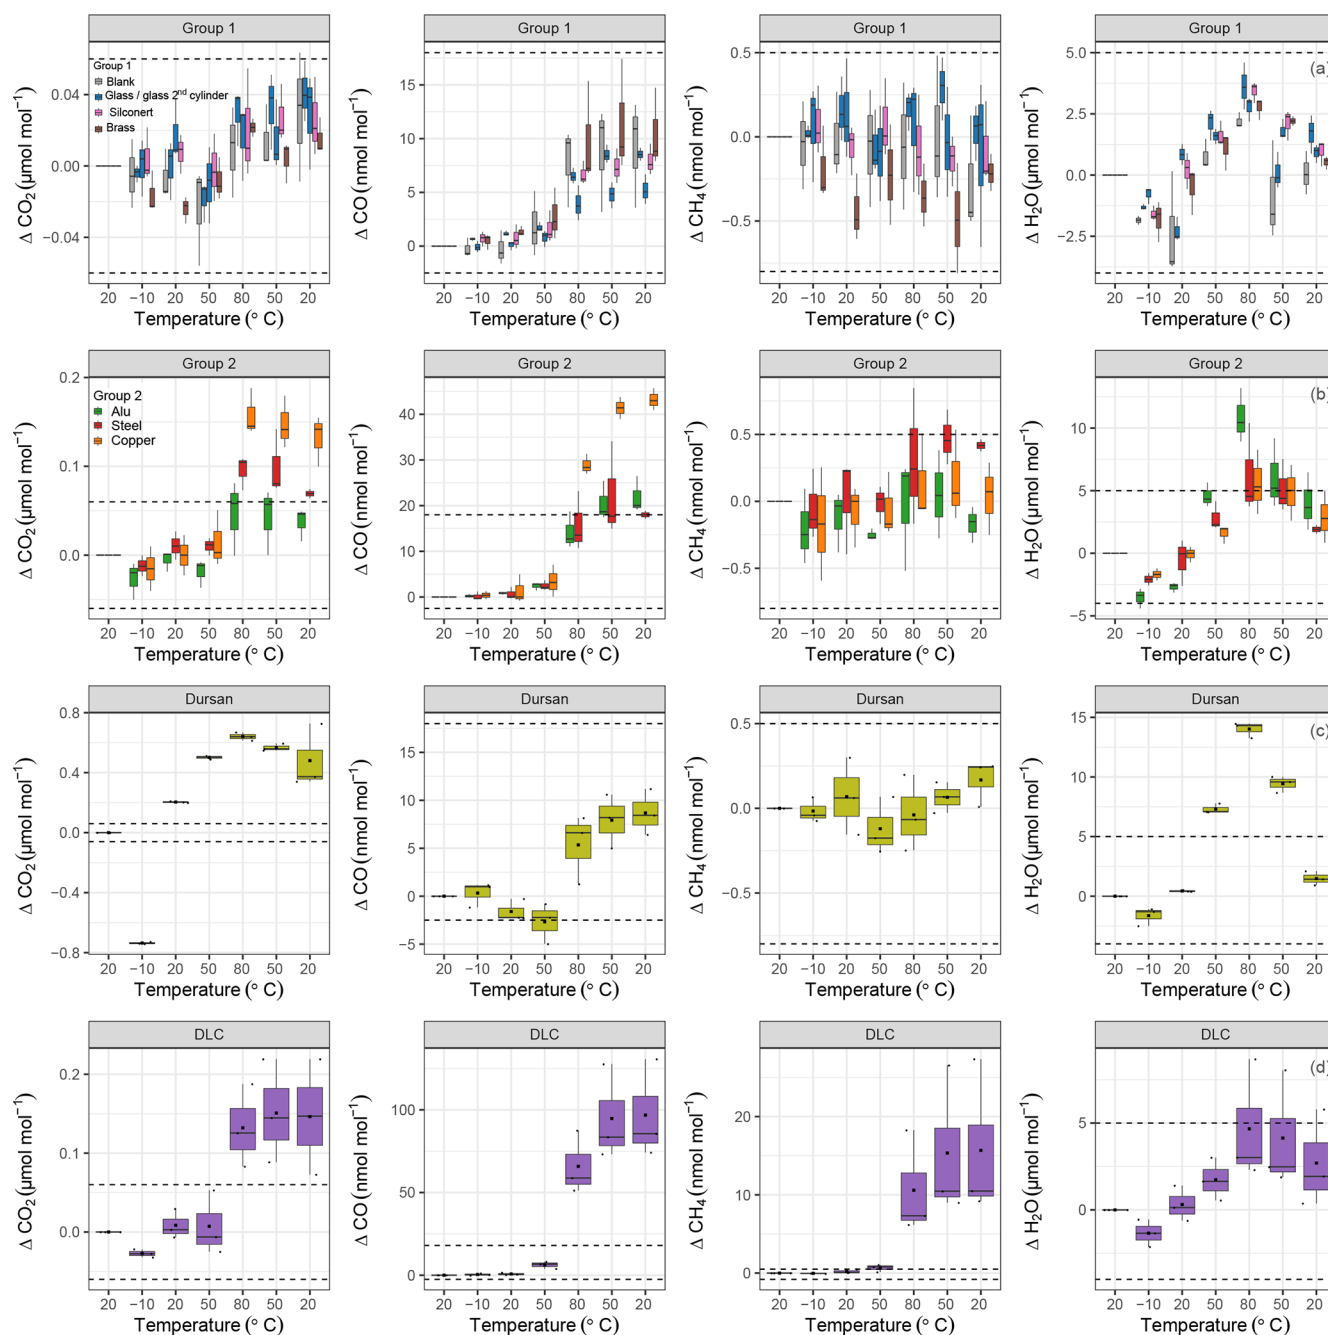 Group 1
Group 1
Group 1
Group 1
Δ CO2 (μmol mol−1)
0.04
0.00
−0.04
Group 1
Blank
Glass / glass 2nd cylinder
Silconert
Brass
20 −10 20 50 80 50 20
Temperature (° C)
Δ CO (nmol mol−1)
15
10
5
0
20 −10 20 50 80 50 20
Temperature (° C)
Δ CH4 (nmol mol−1)
0.5
0.0
−0.5
20 −10 20 50 80 50 20
Temperature (° C)
Δ H2O (μmol mol−1)
5.0
2.5
0.0
−2.5
(a)
20 −10 20 50 80 50 20
Temperature (° C)
Group 2
Group 2
Group 2
Group 2
Δ CO2 (μmol mol−1)
0.2
0.1
0.0
Group 2
Alu
Steel
Copper
20 −10 20 50 80 50 20
Temperature (° C)
Δ CO (nmol mol−1)
40
30
20
10
0
20 −10 20 50 80 50 20
Temperature (° C)
Δ CH4 (nmol mol−1)
0.5
0.0
−0.5
20 −10 20 50 80 50 20
Temperature (° C)
Δ H2O (μmol mol−1)
10
5
0
−5
(b)
20 −10 20 50 80 50 20
Temperature (° C)
Dursan
Dursan
Dursan
Dursan
Δ CO2 (μmol mol−1)
0.8
0.4
0.0
−0.4
−0.8
20 −10 20 50 80 50 20
Temperature (° C)
Δ CO (nmol mol−1)
15
10
5
0
−5
20 −10 20 50 80 50 20
Temperature (° C)
Δ CH4 (nmol mol−1)
0.5
0.0
−0.5
20 −10 20 50 80 50 20
Temperature (° C)
Δ H2O (μmol mol−1)
15
10
5
0
(c)
20 −10 20 50 80 50 20
Temperature (° C)
DLC
DLC
DLC
DLC
Δ CO2 (μmol mol−1)
0.2
0.1
0.0
20 −10 20 50 80 50 20
Temperature (° C)
Δ CO (nmol mol−1)
100
50
0
20 −10 20 50 80 50 20
Temperature (° C)
Δ CH4 (nmol mol−1)
20
10
0
20 −10 20 50 80 50 20
Temperature (° C)
Δ H2O (μmol mol−1)
5
0
(d)
20 −10 20 50 80 50 20
Temperature (° C)